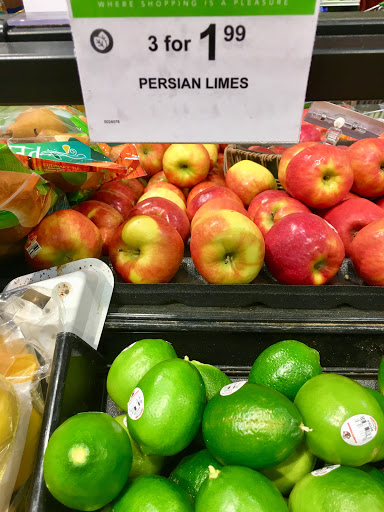 WHERE SHOPPING IS A PLEASURE
3 for 1.99
PERSIAN LIMES